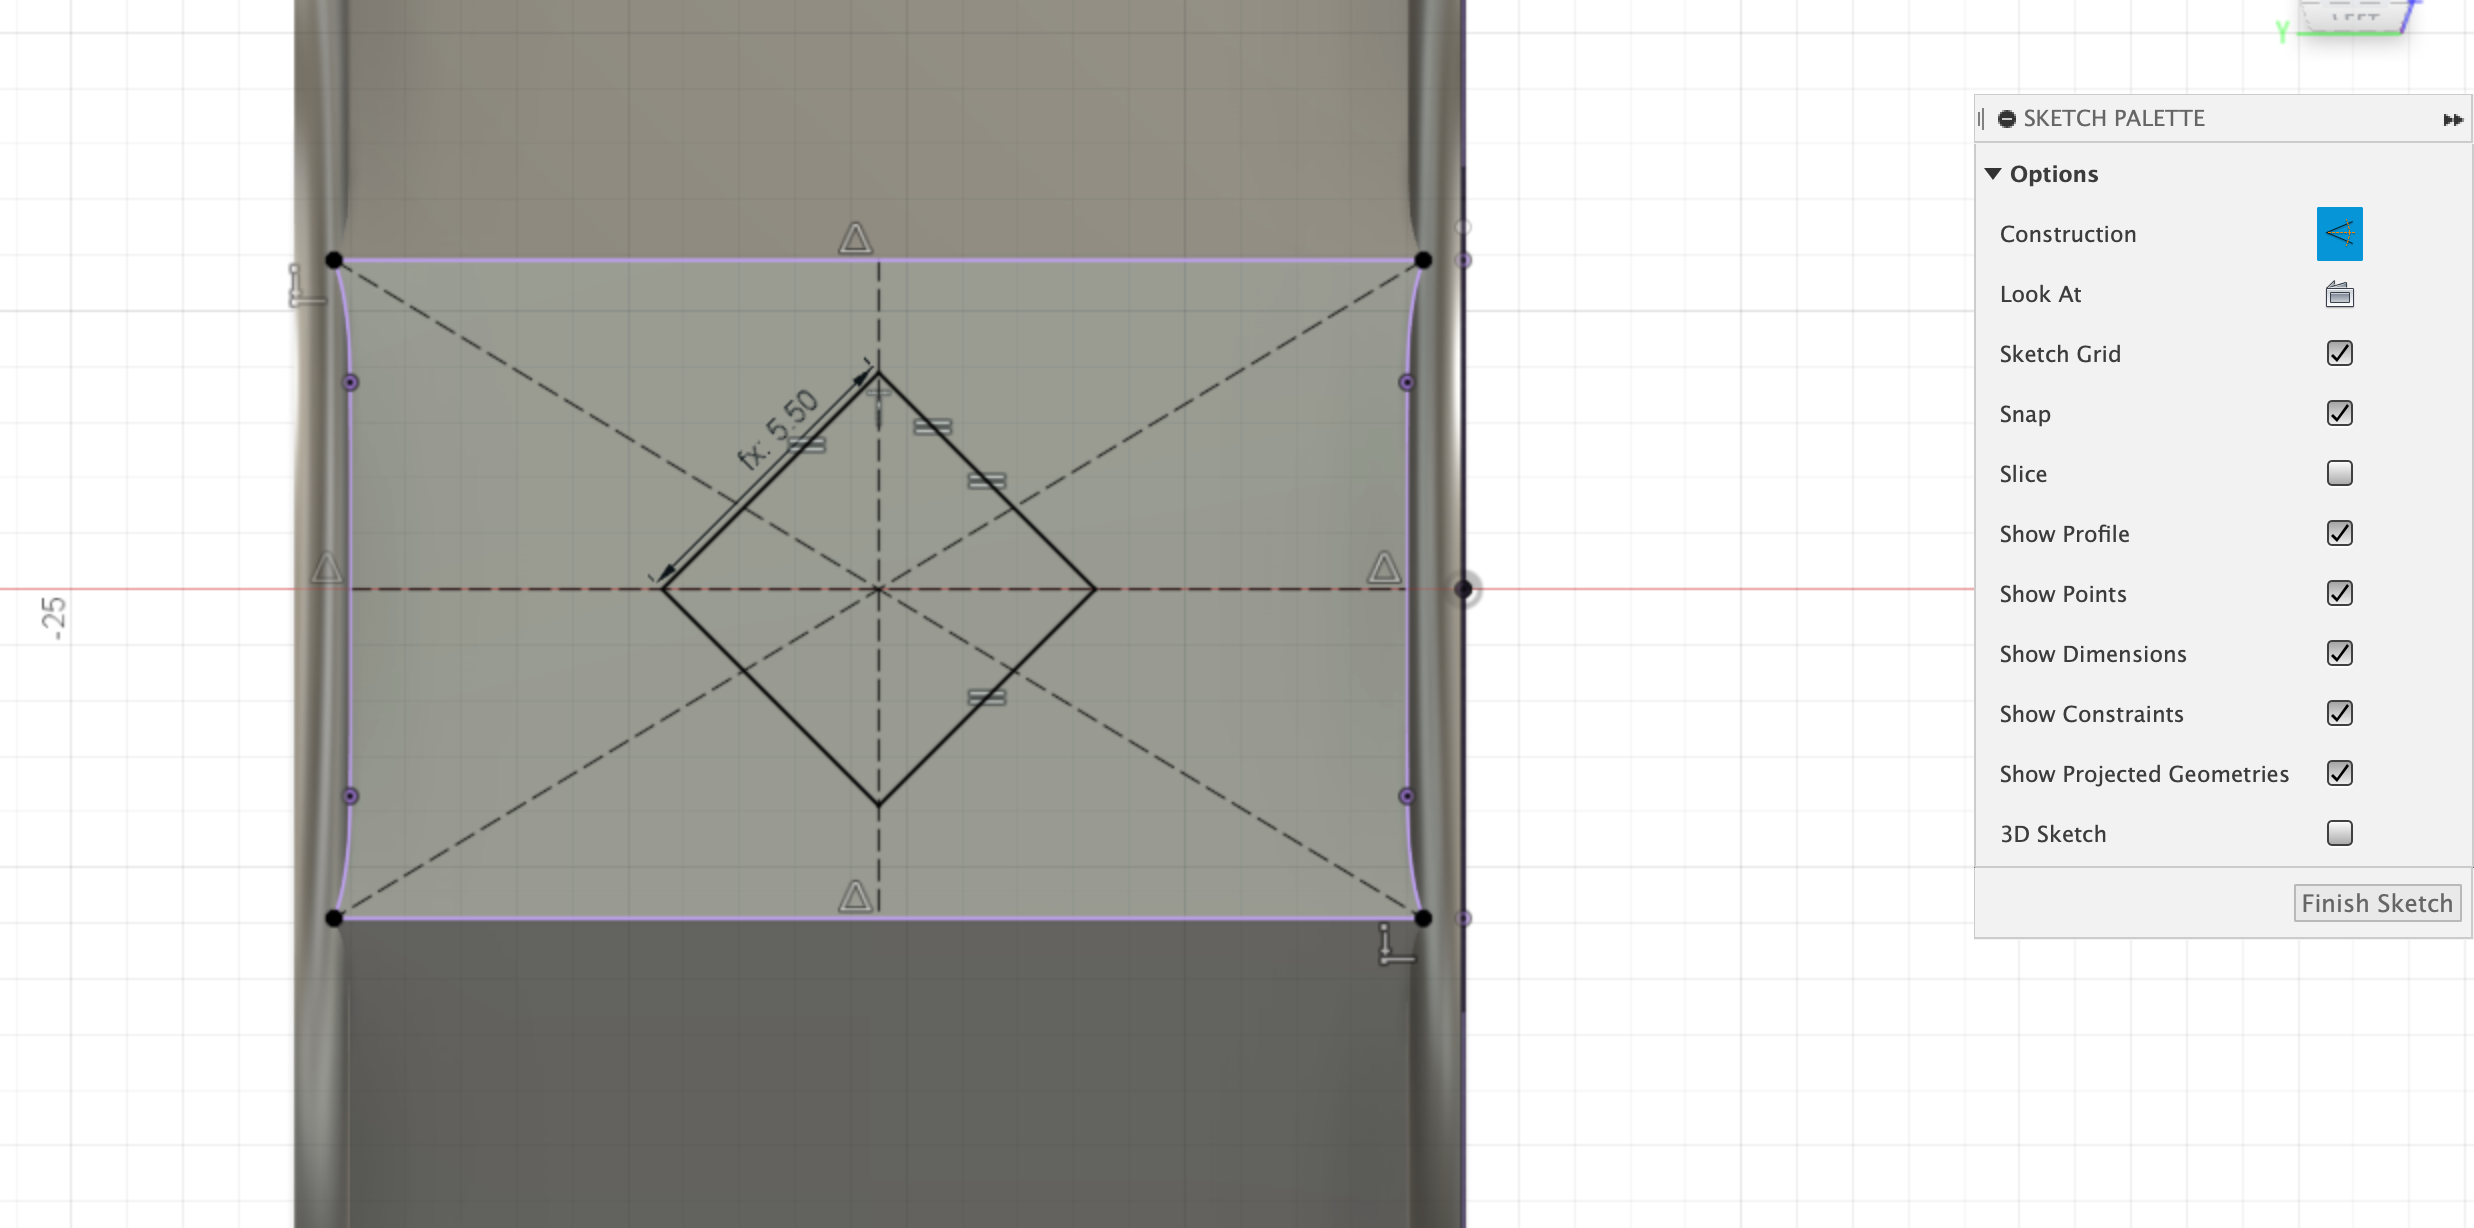 Y
LEFT
SKETCH PALETTE
Options
Construction
Look At
Sketch Grid
Snap
Slice
Show Profile
Show Points
Show Dimensions
Show Constraints
Show Projected Geometries
3D Sketch
Finish Sketch
fx: 5.50
-25